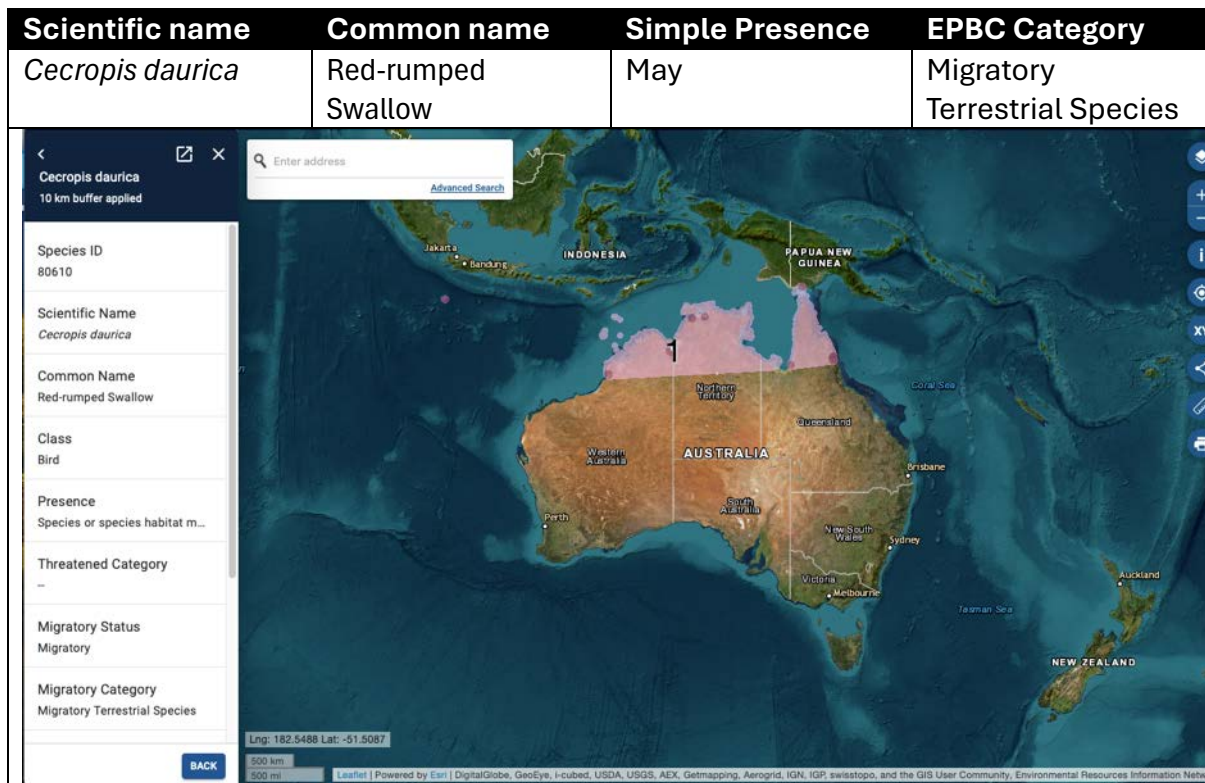 Scientific name Common name Simple Presence EPBC Category
Cecropis daurica Red-rumped May Migratory
Swallow Terrestrial Species
Cecropis daurica
10 km buffer applied
Species ID
80610
Scientific Name
Cecropis daurica
Common Name
Red-rumped Swallow
Class
Bird
Presence
Species or species habitat m...
Threatened Category
--
Migratory Status
Migratory
Migratory Category
Migratory Terrestrial Species
BACK
Enter address
Advanced Search
Jakarta
Bandung
INDONESIA
PAPUA NEW
GUINEA
1
Northern
Territory
Coral Sea
Queensland
Western
Australia
AUSTRALIA
Brisbane
South
Australia
Perth
New South
Wales
Sydney
Victoria
Melbourne
Auckland
Tasman Sea
NEW ZEALAND
XY
Lng: 182.5488 Lat: -51.5087
500 km
500 mi
Leaflet | Powered by Esri | DigitalGlobe, GeoEye, i-cubed, USDA, USGS, AEX, Getmapping, Aerogrid, IGN, IGP, swisstopo, and the GIS User Community, Environmental Resources Information Netw